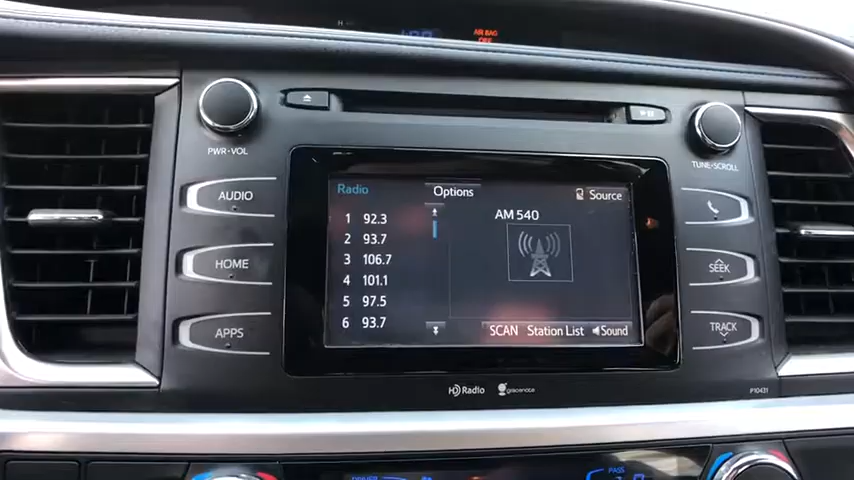 AIR BAG
OFF
PWR•VOL
TUNE•SCROLL
AUDIO
HOME
APPS
SEEK
TRACK
Radio
Options
Source
1 92.3
2 93.7
3 106.7
4 101.1
5 97.5
6 93.7
AM 540
SCAN
Station List
Sound
HD Radio
gracenote
P10431
DRIVER
PASS